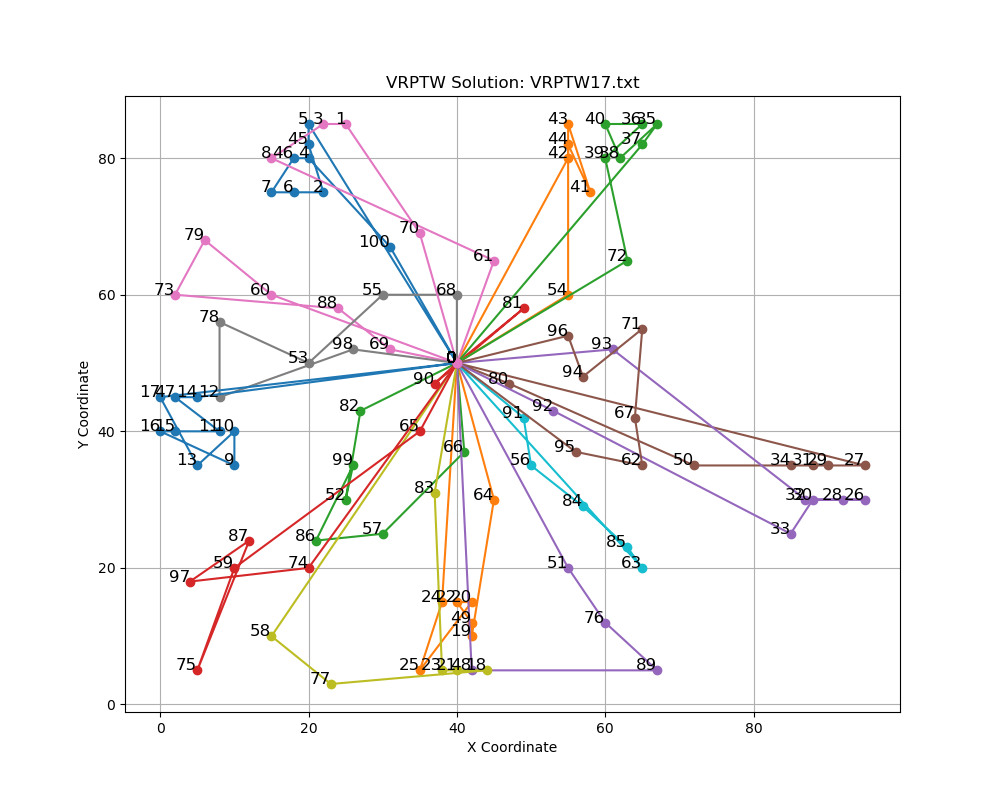 VRPTW Solution: VRPTW17.txt
5 3 1 43 40 36 35
45 44 37
8 46 4 42 39 38
7 6 2 41
79 100 70 61 72
73 60 88 55 68 81 54
78 98 69 96 71
53 0 93
17 47 14 12 90 80 94
82 65 91 92 67
16 15 11 10 66 95
13 9 99 56 62 50 34 31 29 27
52 83 64 84 32 30 28 26
87 86 57 85 33
97 59 74 24 22 20 51 63
58 49 76
19
75 77 25 23 21 48 18 89
0 20 40 60 80
80
60
40
20
0
X Coordinate
Y Coordinate